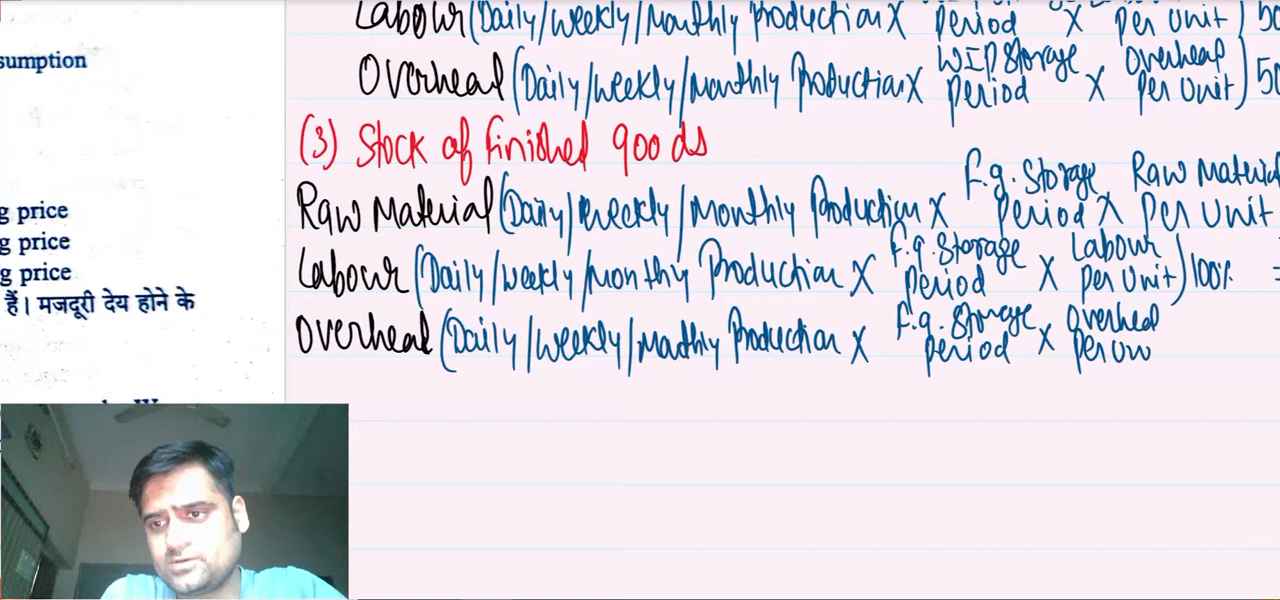 sumption
g price
g price
g price
हैं। मजदूरी देय होने के
Labour (Daily/weekly/Monthly Production X Period X Per Unit) 50
Overhead (Daily/weekly/Monthly Production X W.I.P. Storage Period X Overhead Per Unit) 50
(3) Stock of finished goods
Raw Material (Daily/weekly/Monthly Production X F.g. Storage Period X Raw Material Per Unit
Labour (Daily/weekly/Monthly Production X F.g. Storage Period X Labour Per Unit) 100%
Overhead (Daily/weekly/Monthly Production X F.g. Storage Period X Overhead Per Un